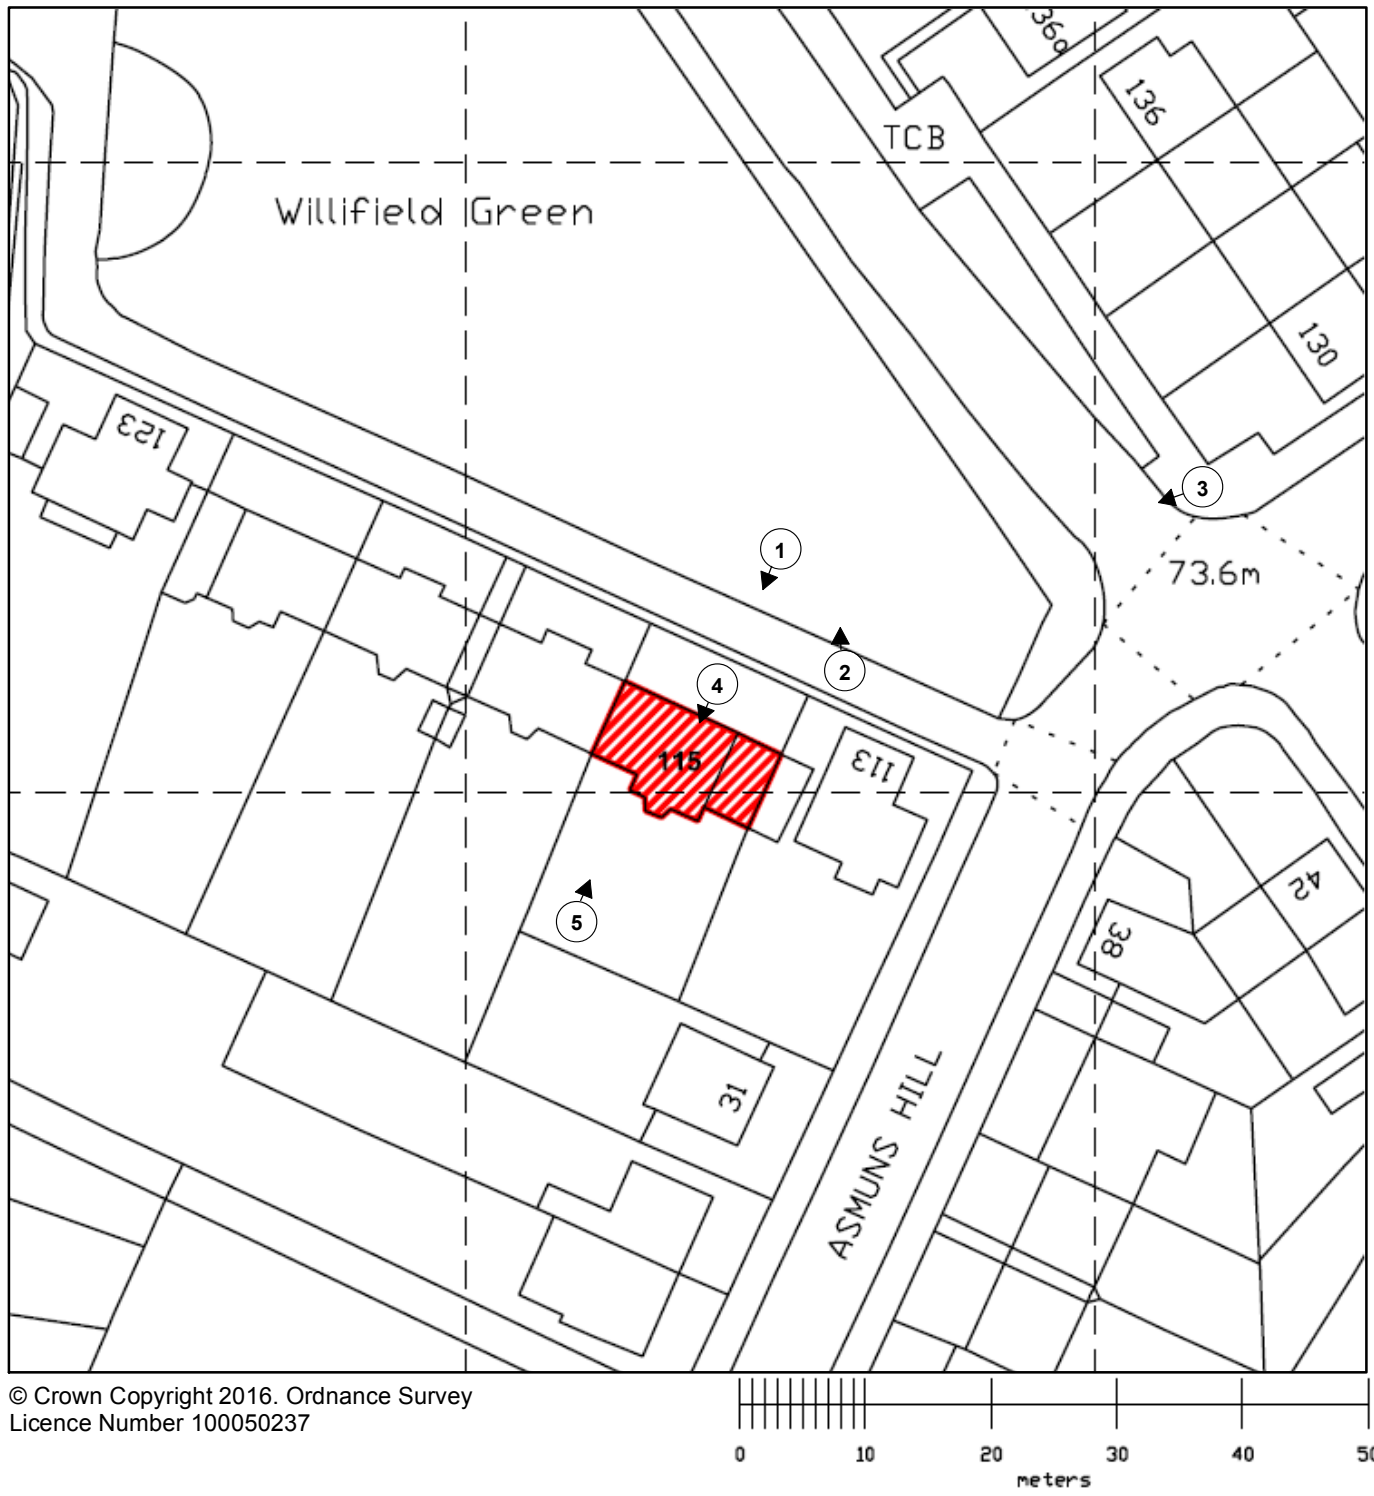 136a
136
TCB
Willifield Green
130
123
3
1
73.6m
2
4
115
113
42
5
38
31
ASMUNS HILL
© Crown Copyright 2016. Ordnance Survey
Licence Number 100050237
0 10 20 30 40 50
meters